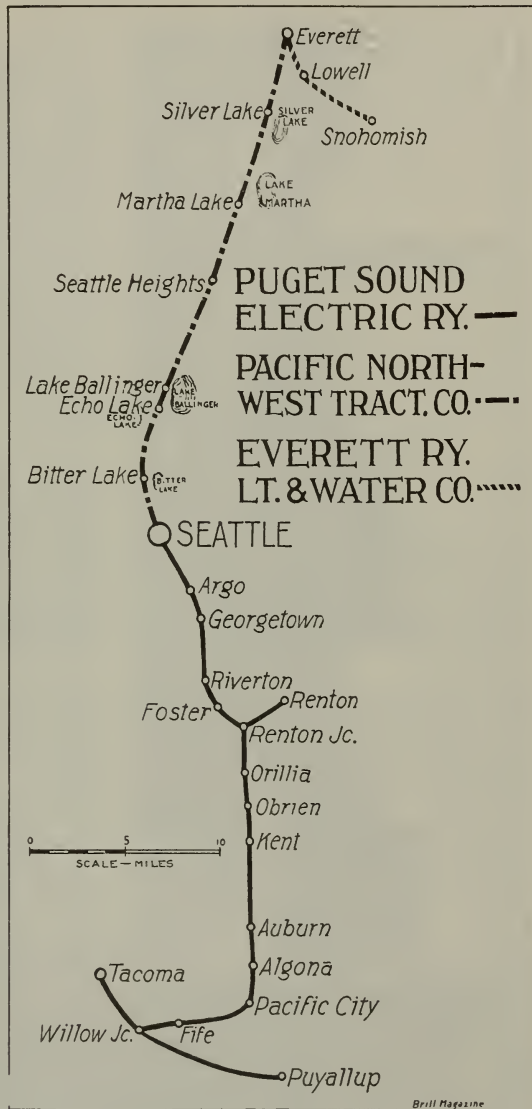 Everett
Lowell
Silver Lake
SILVER
LAKE
Snohomish
LAKE
MARTHA
Martha Lake
Seattle Heights
PUGET SOUND
ELECTRIC RY.
PACIFIC NORTH-
WEST TRACT. CO.
EVERETT RY.
LT. & WATER CO.
Lake Ballinger
LAKE
BALLINGER
Echo Lake
ECHO
LAKE
Bitter Lake
BITTER
LAKE
SEATTLE
Argo
Georgetown
Riverton
Foster
Renton
Renton Jc.
Orillia
Obrien
Kent
0 5 10
SCALE—MILES
Auburn
Algona
Tacoma
Pacific City
Willow Jc.
Fife
Puyallup
Brill Magazine